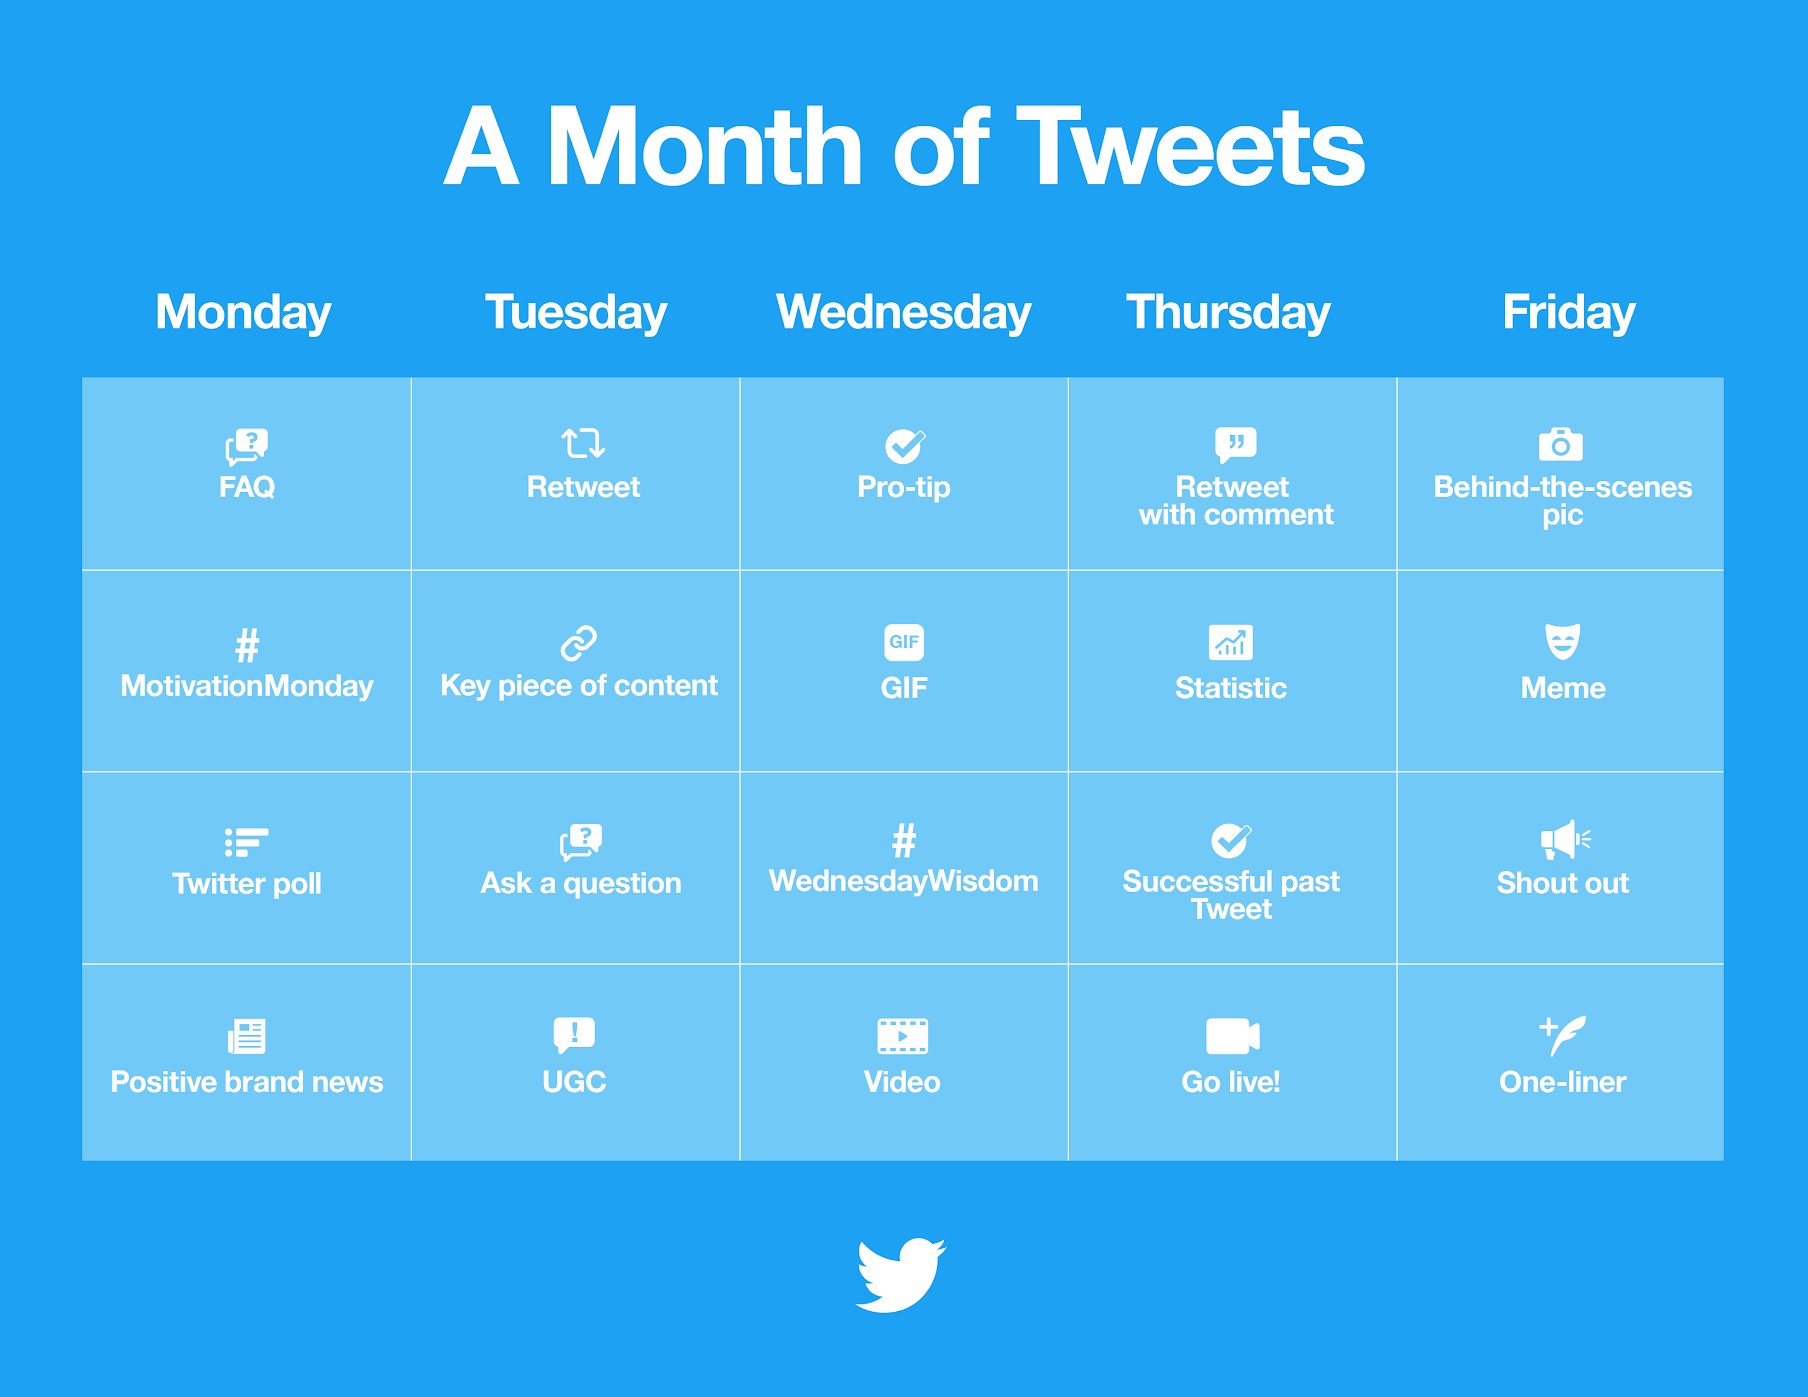 A Month of Tweets
Monday Tuesday Wednesday Thursday Friday
?
FAQ
Retweet
Pro-tip
Retweet
with comment
Behind-the-scenes
pic
#
MotivationMonday
Key piece of content
GIF
GIF
Statistic
Meme
Twitter poll
?
Ask a question
#
WednesdayWisdom
Successful past
Tweet
Shout out
Positive brand news
!
UGC
Video
Go live!
One-liner